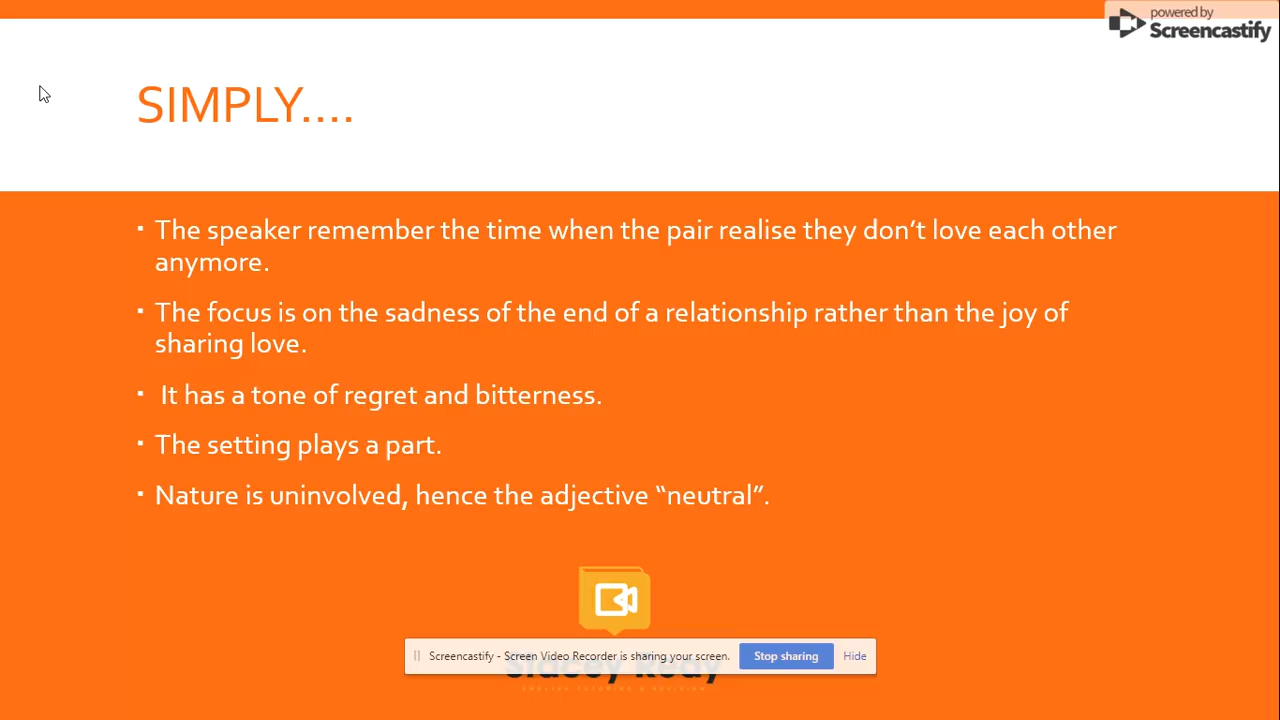 powered by
Screencastify
SIMPLY....
▪ The speaker remember the time when the pair realise they don’t love each other
anymore.
▪ The focus is on the sadness of the end of a relationship rather than the joy of
sharing love.
▪ It has a tone of regret and bitterness.
▪ The setting plays a part.
▪ Nature is uninvolved, hence the adjective “neutral”.
Screencastify - Screen Video Recorder is sharing your screen. Stop sharing Hide
Stacey Reay